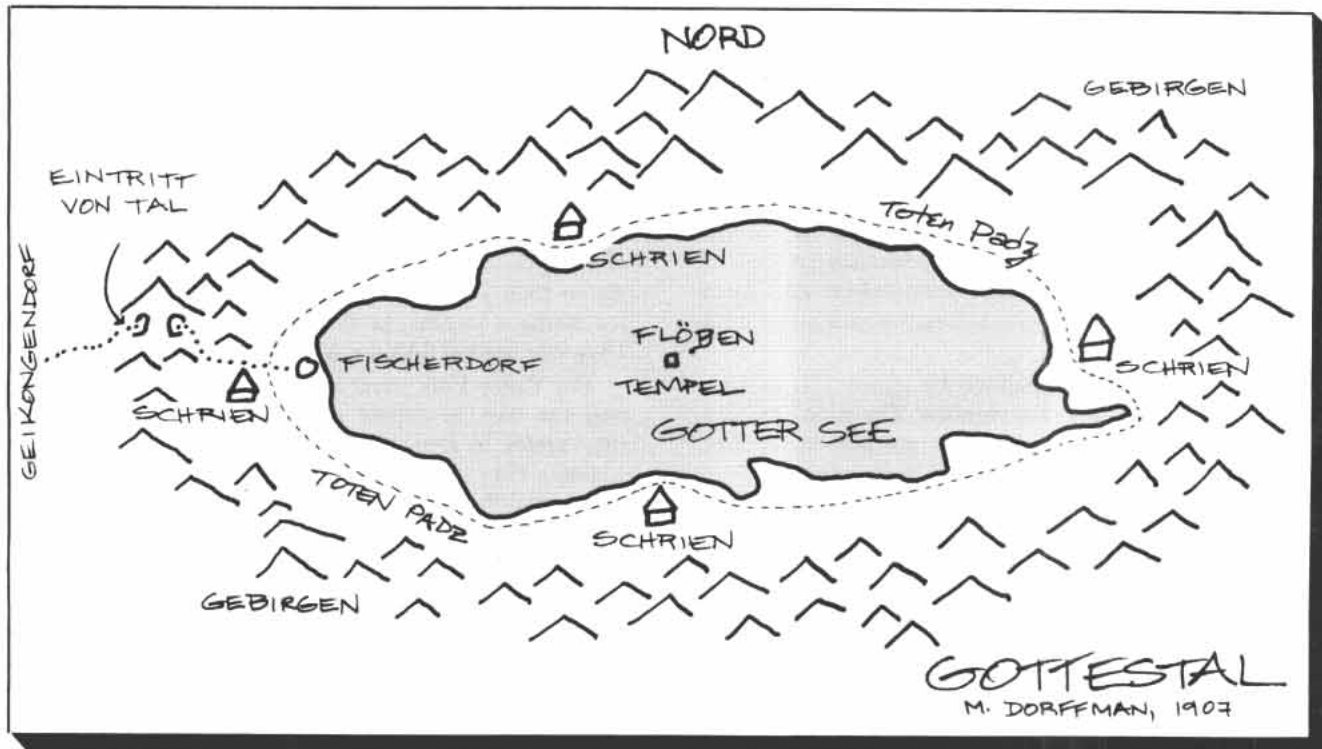 NORD
GEBIRGEN
EINTRITT
VON TAL
GEIKONGENDORF
TOTEN PADZ
SCHRIEN
SCHRIEN
FLÖBEN
TEMPEL
FISCHERDORF
SCHRIEN
GOTTER SEE
TOTEN PADZ
SCHRIEN
GEBIRGEN
GOTTESTAL
M. DORFFMAN, 1907